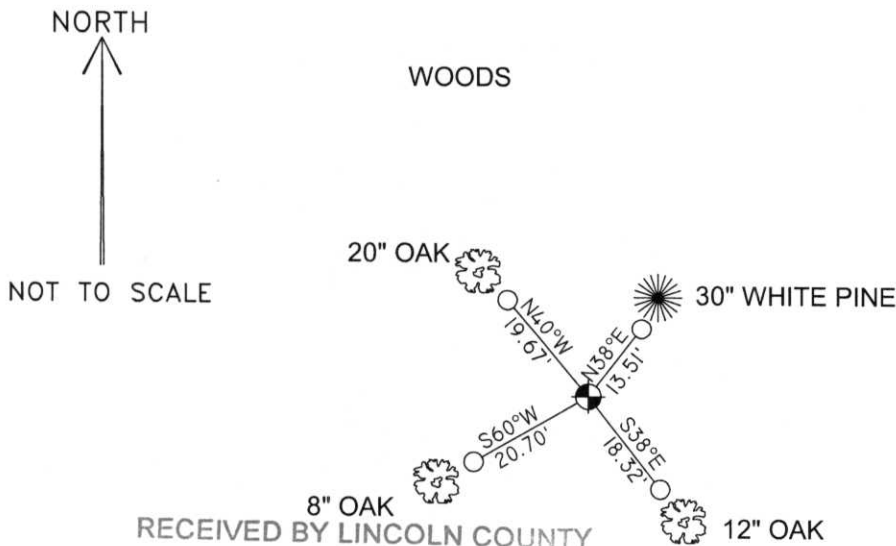 NORTH
WOODS
20" OAK
NOT TO SCALE
30" WHITE PINE
N40°W
19.67'
N38°E
13.51'
S60°W
20.70'
S38°E
18.32'
8" OAK
12" OAK
RECEIVED BY LINCOLN COUNTY